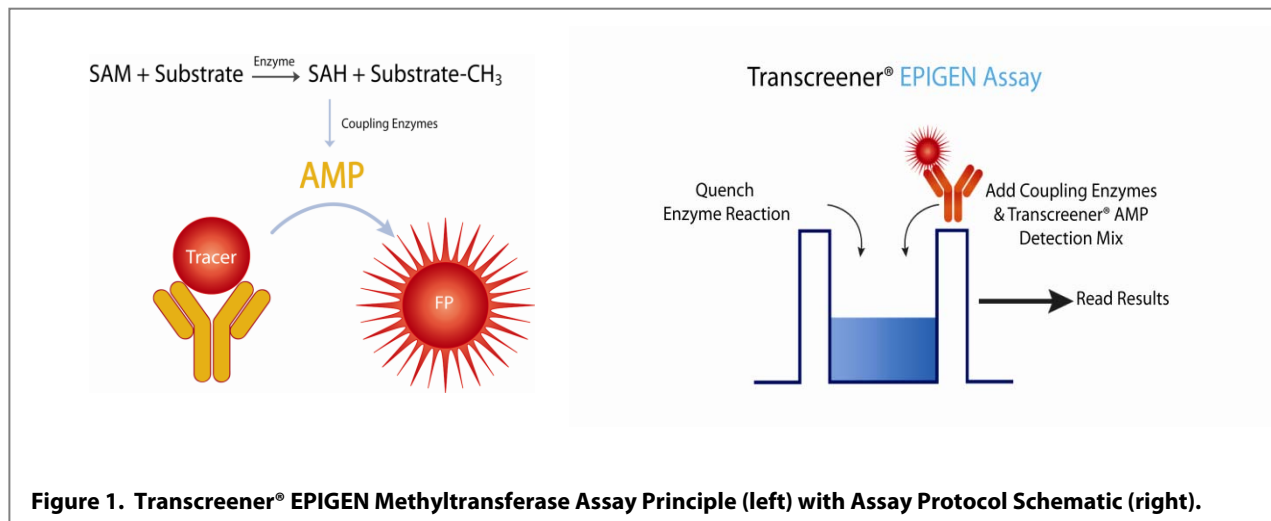 Enzyme
SAM + Substrate → SAH + Substrate-CH₃
Coupling Enzymes
AMP
Tracer
FP
Transcreener® EPIGEN Assay
Quench
Enzyme Reaction
Add Coupling Enzymes
& Transcreener® AMP
Detection Mix
Read Results
Figure 1. Transcreener® EPIGEN Methyltransferase Assay Principle (left) with Assay Protocol Schematic (right).